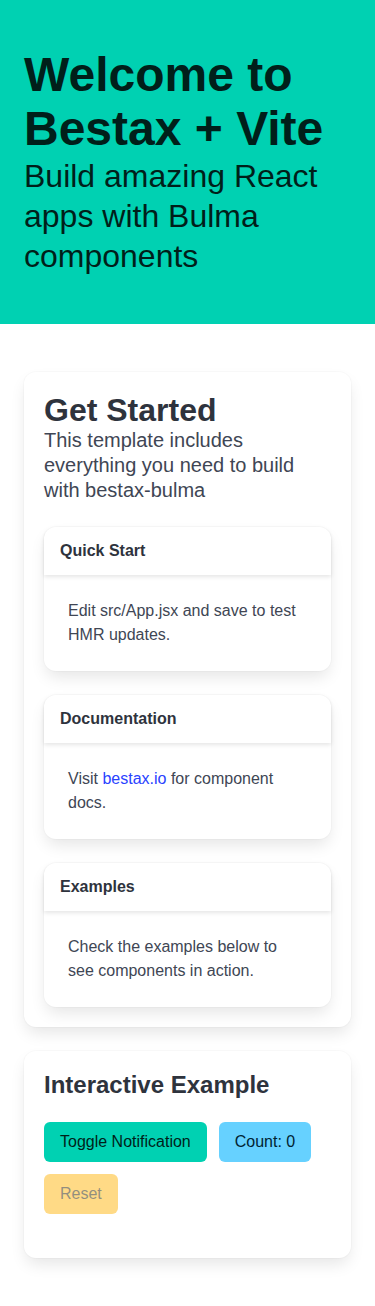 Welcome to
Bestax + Vite
Build amazing React
apps with Bulma
components
Get Started
This template includes
everything you need to build
with bestax-bulma
Quick Start
Edit src/App.jsx and save to test
HMR updates.
Documentation
Visit bestax.io for component
docs.
Examples
Check the examples below to
see components in action.
Interactive Example
Toggle Notification Count: 0
Reset